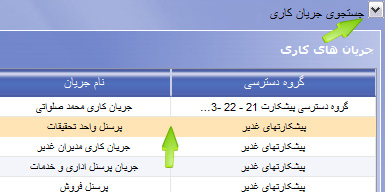 جستجوی جریان کاری
جریان های کاری
گروه دسترسی نام جریان
گروه دسترسی پیشکارت 21 - 22 - 3... جریان کاری محمد صلواتی
پیشکارتهای غدیر پرسنل واحد تحقیقات
پیشکارتهای غدیر جریان کاری مدیران غدیر
پیشکارتهای غدیر جریان پرسنل اداری و خدمات
پیشکارتهای غدیر پرسنل فروش